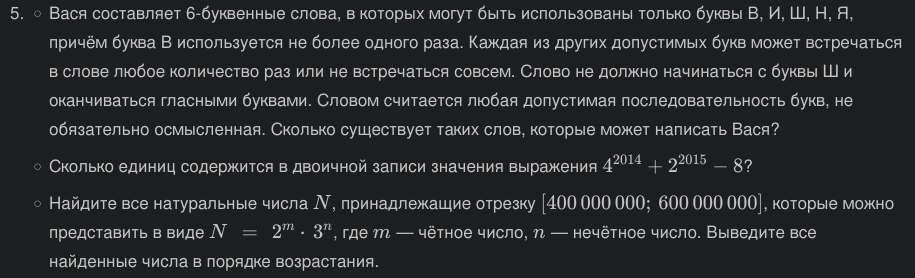 5. ○ Вася составляет 6-буквенные слова, в которых могут быть использованы только буквы В, И, Ш, Н, Я,
причём буква В используется не более одного раза. Каждая из других допустимых букв может встречаться
в слове любое количество раз или не встречаться совсем. Слово не должно начинаться с буквы Ш и
оканчиваться гласными буквами. Словом считается любая допустимая последовательность букв, не
обязательно осмысленная. Сколько существует таких слов, которые может написать Вася?
○ Сколько единиц содержится в двоичной записи значения выражения 4^2014 + 2^2015 − 8?
○ Найдите все натуральные числа N, принадлежащие отрезку [400 000 000; 600 000 000], которые можно
представить в виде N = 2^m · 3^n, где m — чётное число, n — нечётное число. Выведите все
найденные числа в порядке возрастания.